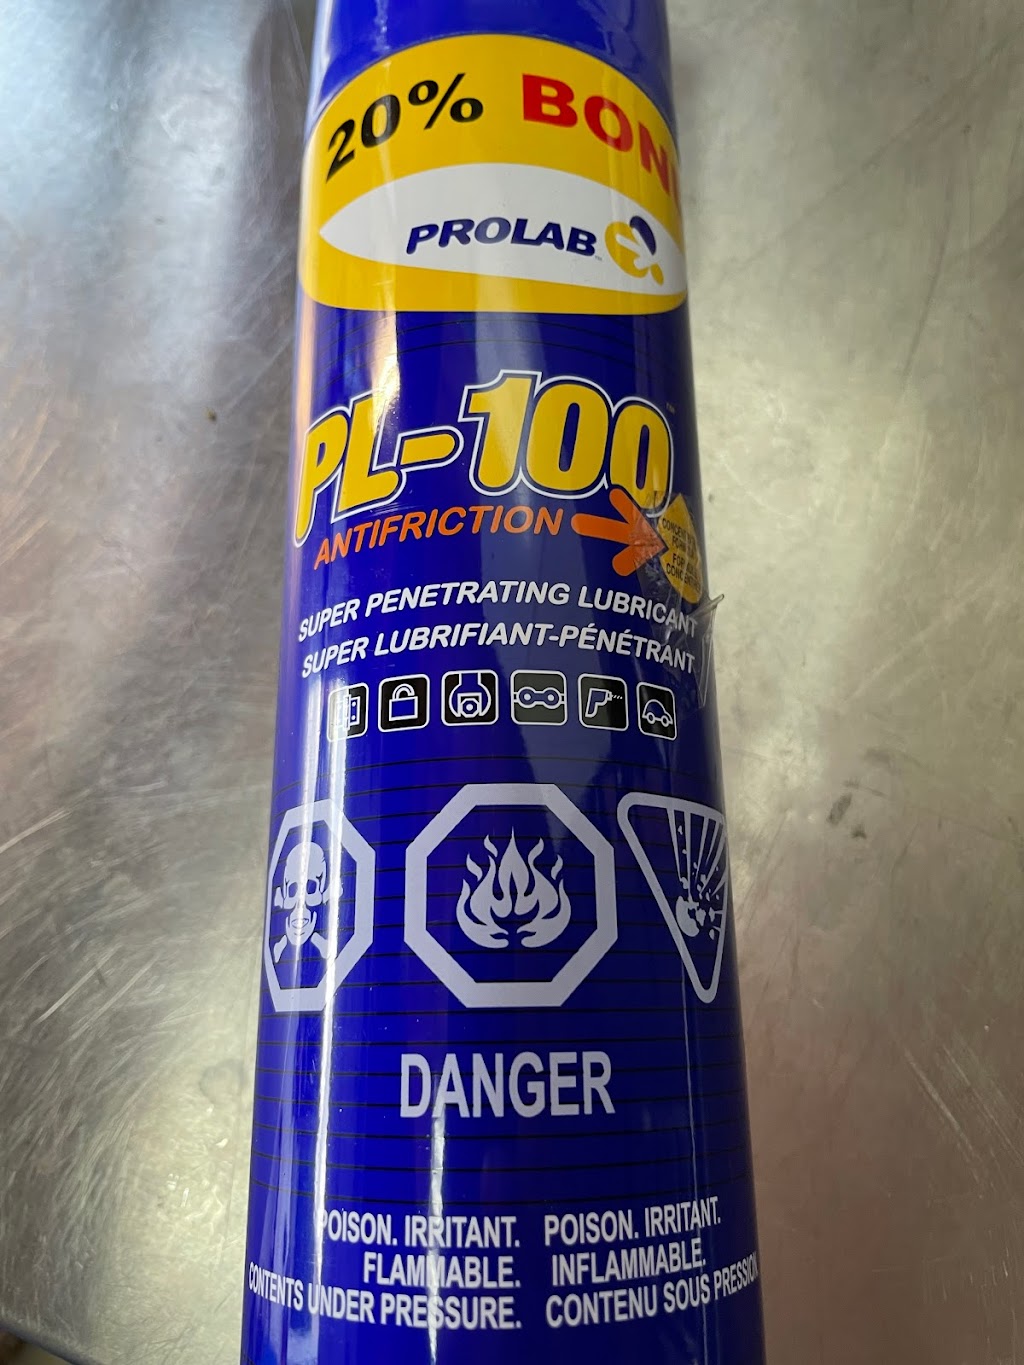 20% BON
PROLAB
PL-100™
ANTIFRICTION
SUPER PENETRATING LUBRICANT
SUPER LUBRIFIANT-PÉNÉTRANT
DANGER
POISON. IRRITANT. POISON. IRRITANT.
FLAMMABLE. INFLAMMABLE.
CONTENTS UNDER PRESSURE. CONTENU SOUS PRESSION.